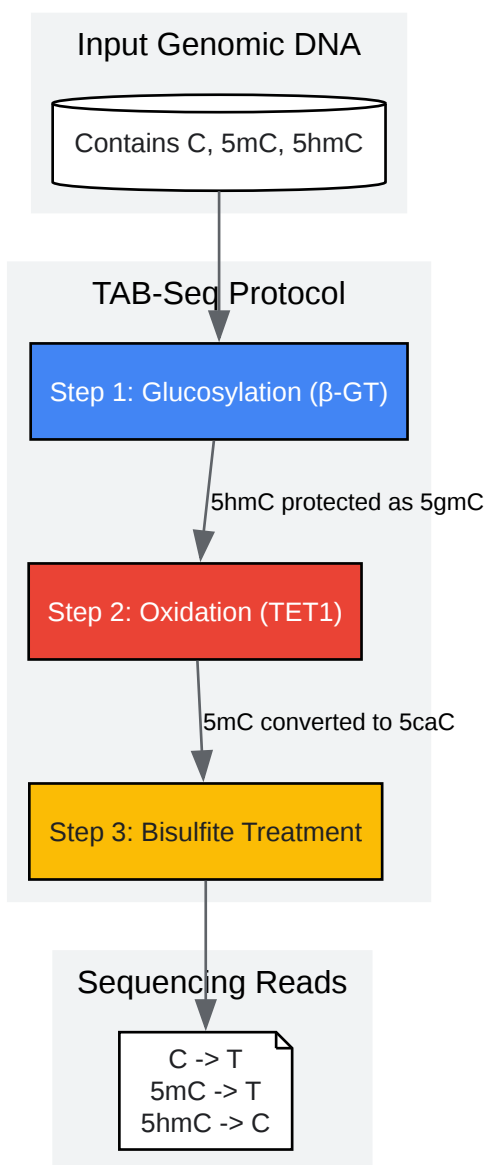 Input Genomic DNA
Contains C, 5mC, 5hmC
TAB-Seq Protocol
Step 1: Glucosylation (β-GT)
5hmC protected as 5gmC
Step 2: Oxidation (TET1)
5mC converted to 5caC
Step 3: Bisulfite Treatment
Sequencing Reads
C -> T
5mC -> T
5hmC -> C